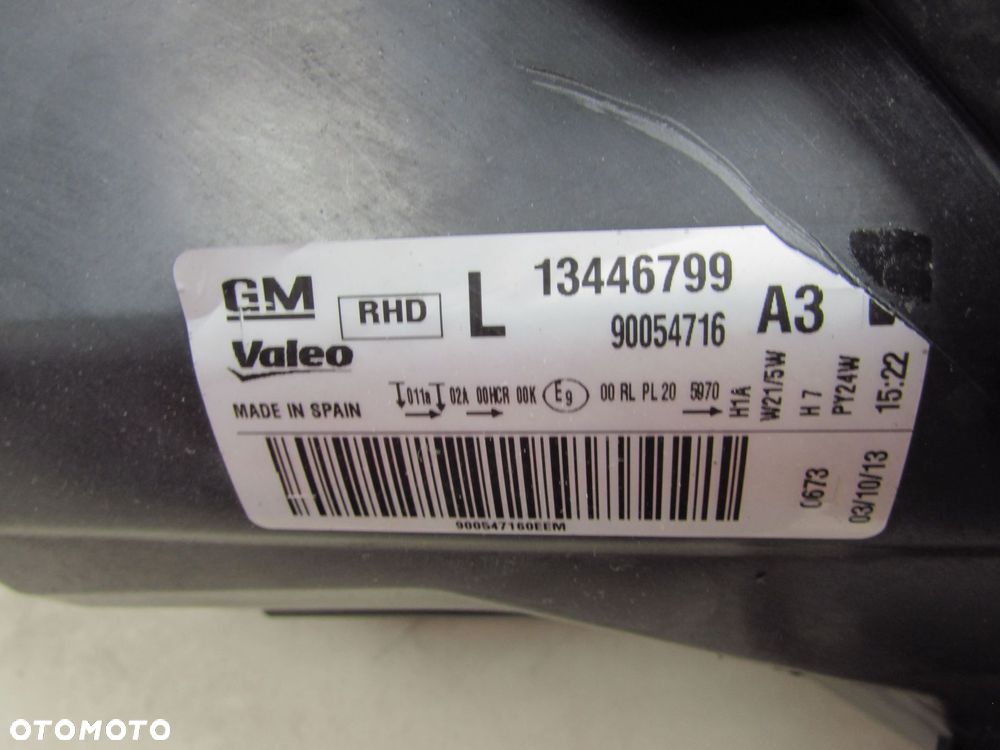 GM RHD L 13446799
Valeo 90054716 A3
MADE IN SPAIN 011a 02A 00HCR 00K E9 00 RL PL 20 5970
H1A
W21/5W
H7
PY24W
15:22
900547160EEM
0673
03/10/13
OTOMOTO